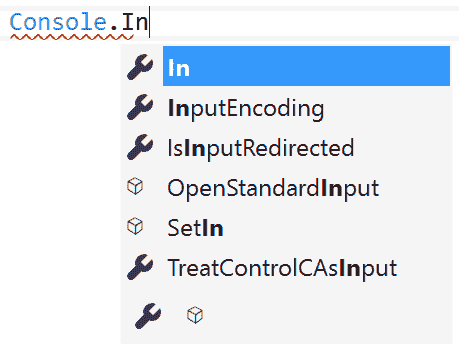 Console.In
In
InputEncoding
IsInputRedirected
OpenStandardInput
SetIn
TreatControlCAsInput